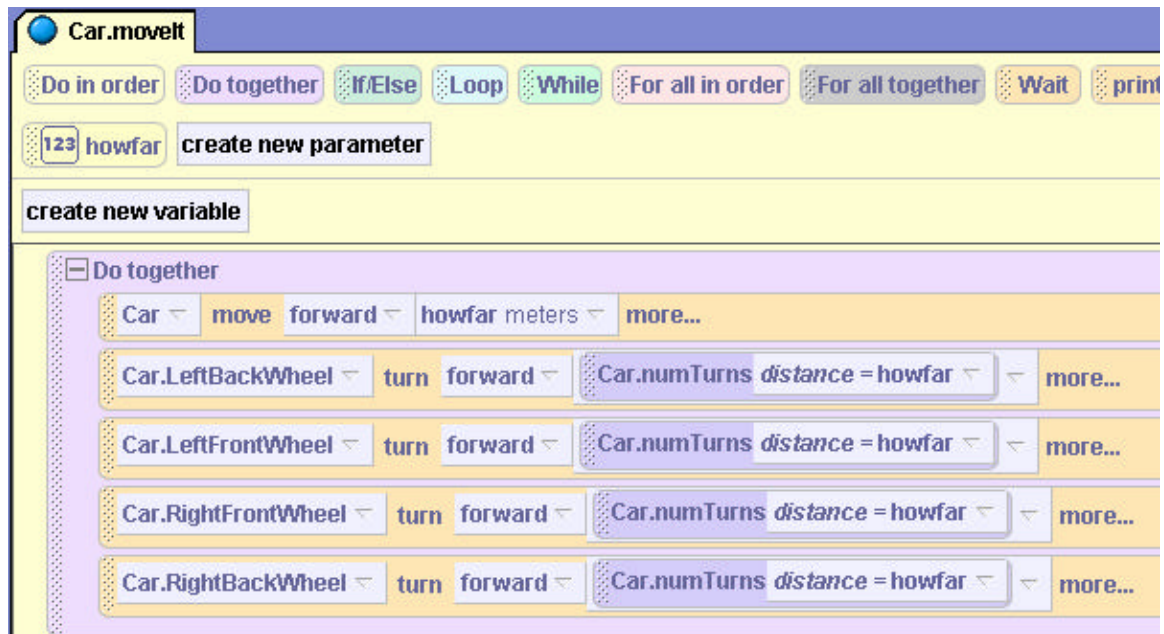 Car.moveIt
Do in order Do together If/Else Loop While For all in order For all together Wait print
123 howfar create new parameter
create new variable
Do together
Car move forward howfar meters more...
Car.LeftBackWheel turn forward Car.numTurns distance = howfar more...
Car.LeftFrontWheel turn forward Car.numTurns distance = howfar more...
Car.RightFrontWheel turn forward Car.numTurns distance = howfar more...
Car.RightBackWheel turn forward Car.numTurns distance = howfar more...